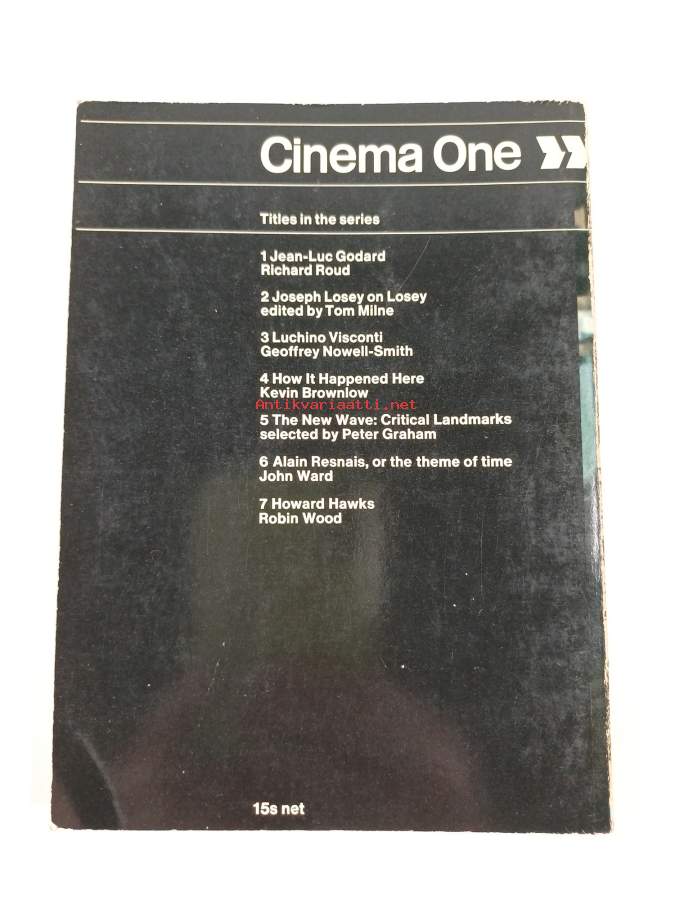 Cinema One
Titles in the series
1 Jean-Luc Godard
Richard Roud
2 Joseph Losey on Losey
edited by Tom Milne
3 Luchino Visconti
Geoffrey Nowell-Smith
4 How It Happened Here
Kevin Brownlow
Antikvariaatti.net
5 The New Wave: Critical Landmarks
selected by Peter Graham
6 Alain Resnais, or the theme of time
John Ward
7 Howard Hawks
Robin Wood
15s net